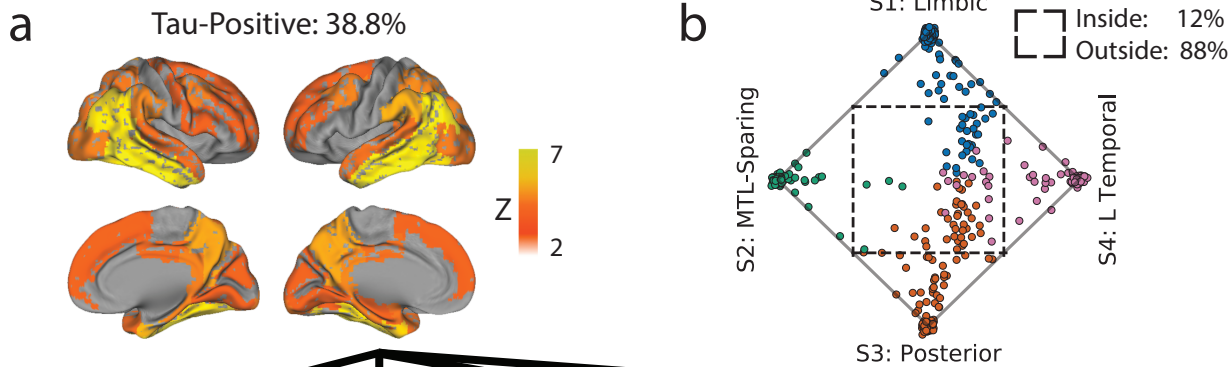 a
Tau-Positive: 38.8%
7
Z
2
b
S1: Limbic
Inside: 12%
Outside: 88%
S2: MTL-Sparing
S4: L Temporal
S3: Posterior